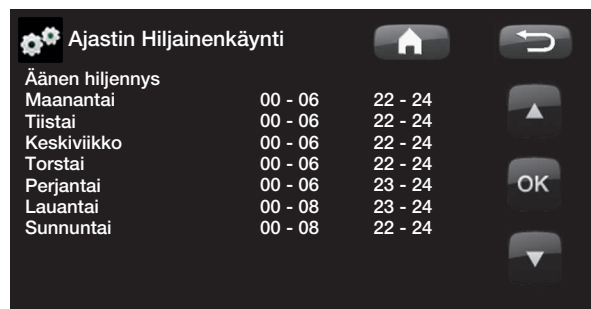 Ajastin Hiljainenkäynti
Äänen hiljennys
Maanantai 00 - 06 22 - 24
Tiistai 00 - 06 22 - 24
Keskiviikko 00 - 06 22 - 24
Torstai 00 - 06 22 - 24
Perjantai 00 - 06 23 - 24
OK
Lauantai 00 - 08 23 - 24
Sunnuntai 00 - 08 22 - 24